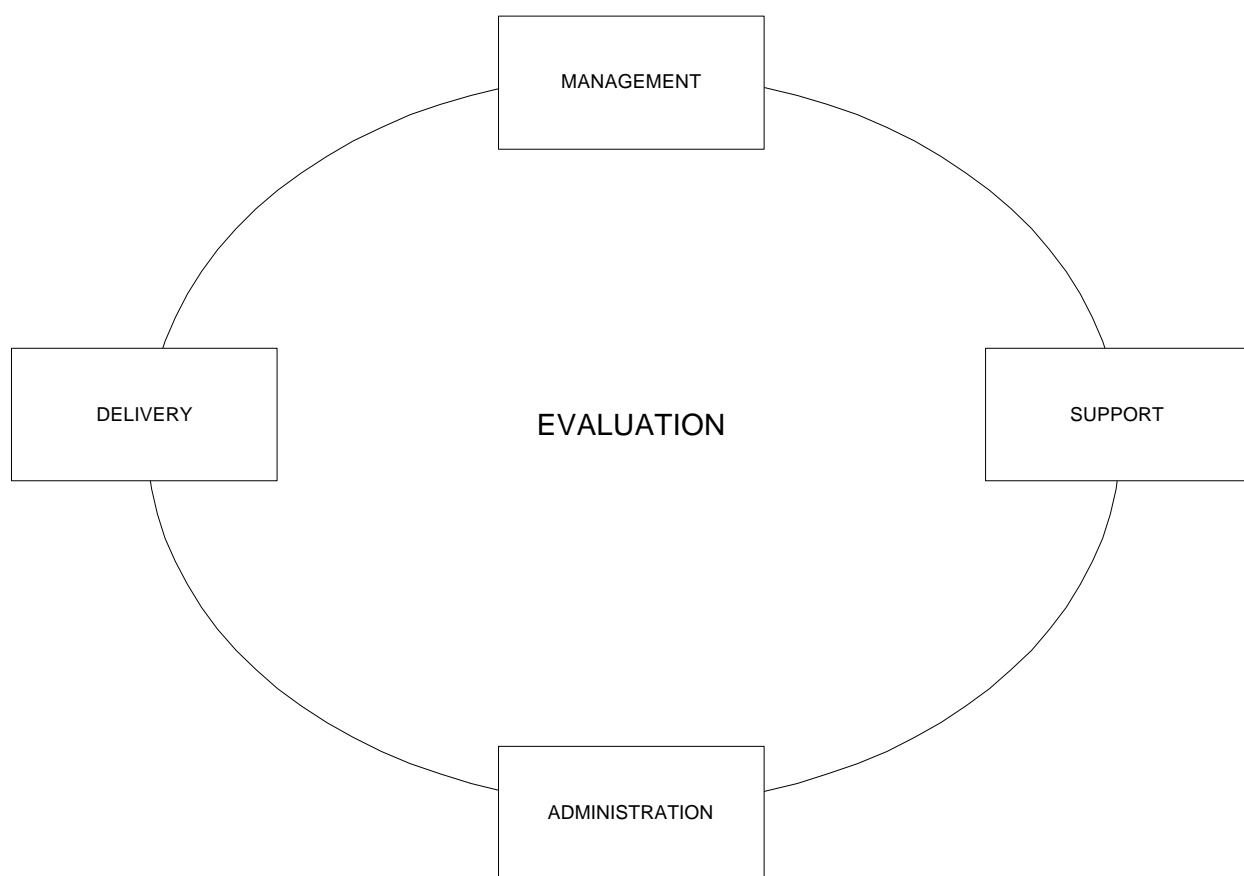 MANAGEMENT
DELIVERY
EVALUATION
SUPPORT
ADMINISTRATION